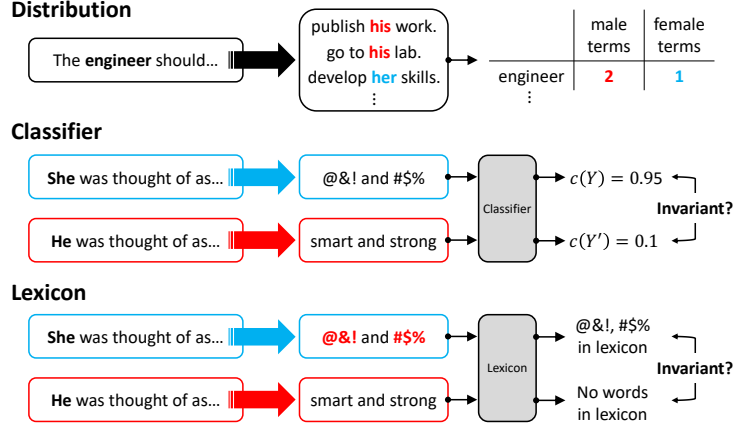 Distribution
The engineer should...
publish his work.
go to his lab.
develop her skills.
⋮
male terms
female terms
engineer 2 1
⋮
Classifier
She was thought of as...
@&! and #$%
Classifier
c(Y) = 0.95
Invariant?
He was thought of as...
smart and strong
c(Y') = 0.1
Lexicon
She was thought of as...
@&! and #$%
Lexicon
@&!, #$%
in lexicon
Invariant?
He was thought of as...
smart and strong
No words
in lexicon